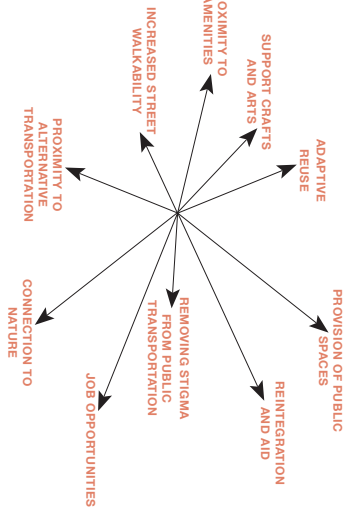 ADAPTIVE
REUSE
PROVISION OF PUBLIC
SPACES
SUPPORT CRAFTS
AND ARTS
REINTEGRATION
AND AID
OXIMITY TO
AMENITIES
REMOVING STIGMA
FROM PUBLIC
TRANSPORTATION
INCREASED STREET
WALKABILITY
JOB OPPORTUNITIES
PROXIMITY TO
ALTERNATIVE
TRANSPORTATION
CONNECTION TO
NATURE